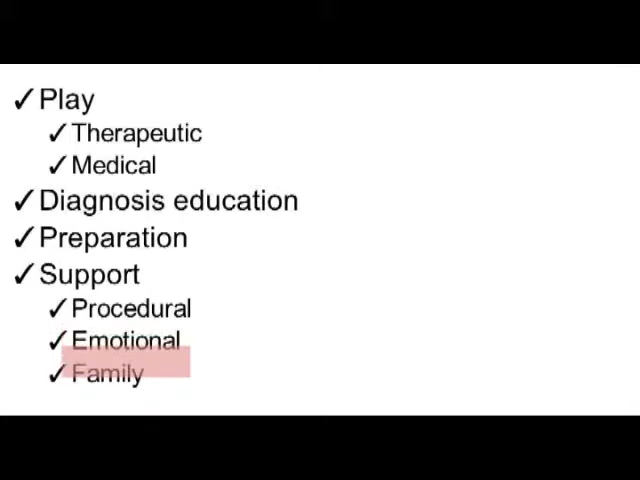 ✓Play
✓Therapeutic
✓Medical
✓Diagnosis education
✓Preparation
✓Support
✓Procedural
✓Emotional
✓Family